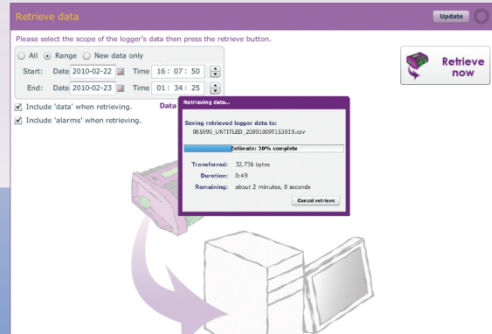 Retrieve data
Update
Please select the scope of the logger's data then press the retrieve button.
All Range New data only
Start: Date 2010-02-22 Time 16: 07: 50
End: Date 2010-02-23 Time 01: 34: 25
Include 'data' when retrieving.
Data
Include 'alarms' when retrieving.
Retrieve
now
Retrieving data...
Saving retrieved logger data to:
Estimate: 30% complete
Transferred: 32,736 bytes
Duration: 0:49
Remaining: about 2 minutes, 0 seconds
Cancel retrieve